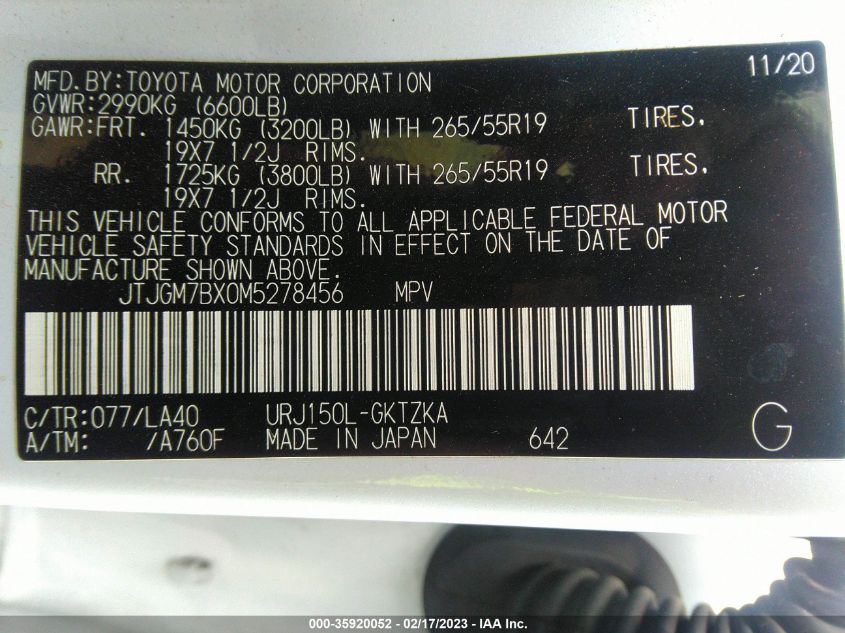 11/20
MFD.BY:TOYOTA MOTOR CORPORATION
GVWR:2990KG (6600LB)
GAWR:FRT. 1450KG (3200LB) WITH 265/55R19 TIRES,
19X7 1/2J RIMS.
RR. 1725KG (3800LB) WITH 265/55R19 TIRES,
19X7 1/2J RIMS.
THIS VEHICLE CONFORMS TO ALL APPLICABLE FEDERAL MOTOR
VEHICLE SAFETY STANDARDS IN EFFECT ON THE DATE OF
MANUFACTURE SHOWN ABOVE.
JTJGM7BX0M5278456 MPV
C/TR:077/LA40 URJ150L-GKTZKA
A/TM: /A760F MADE IN JAPAN 642 G
000-35920052 - 02/17/2023 - IAA Inc.